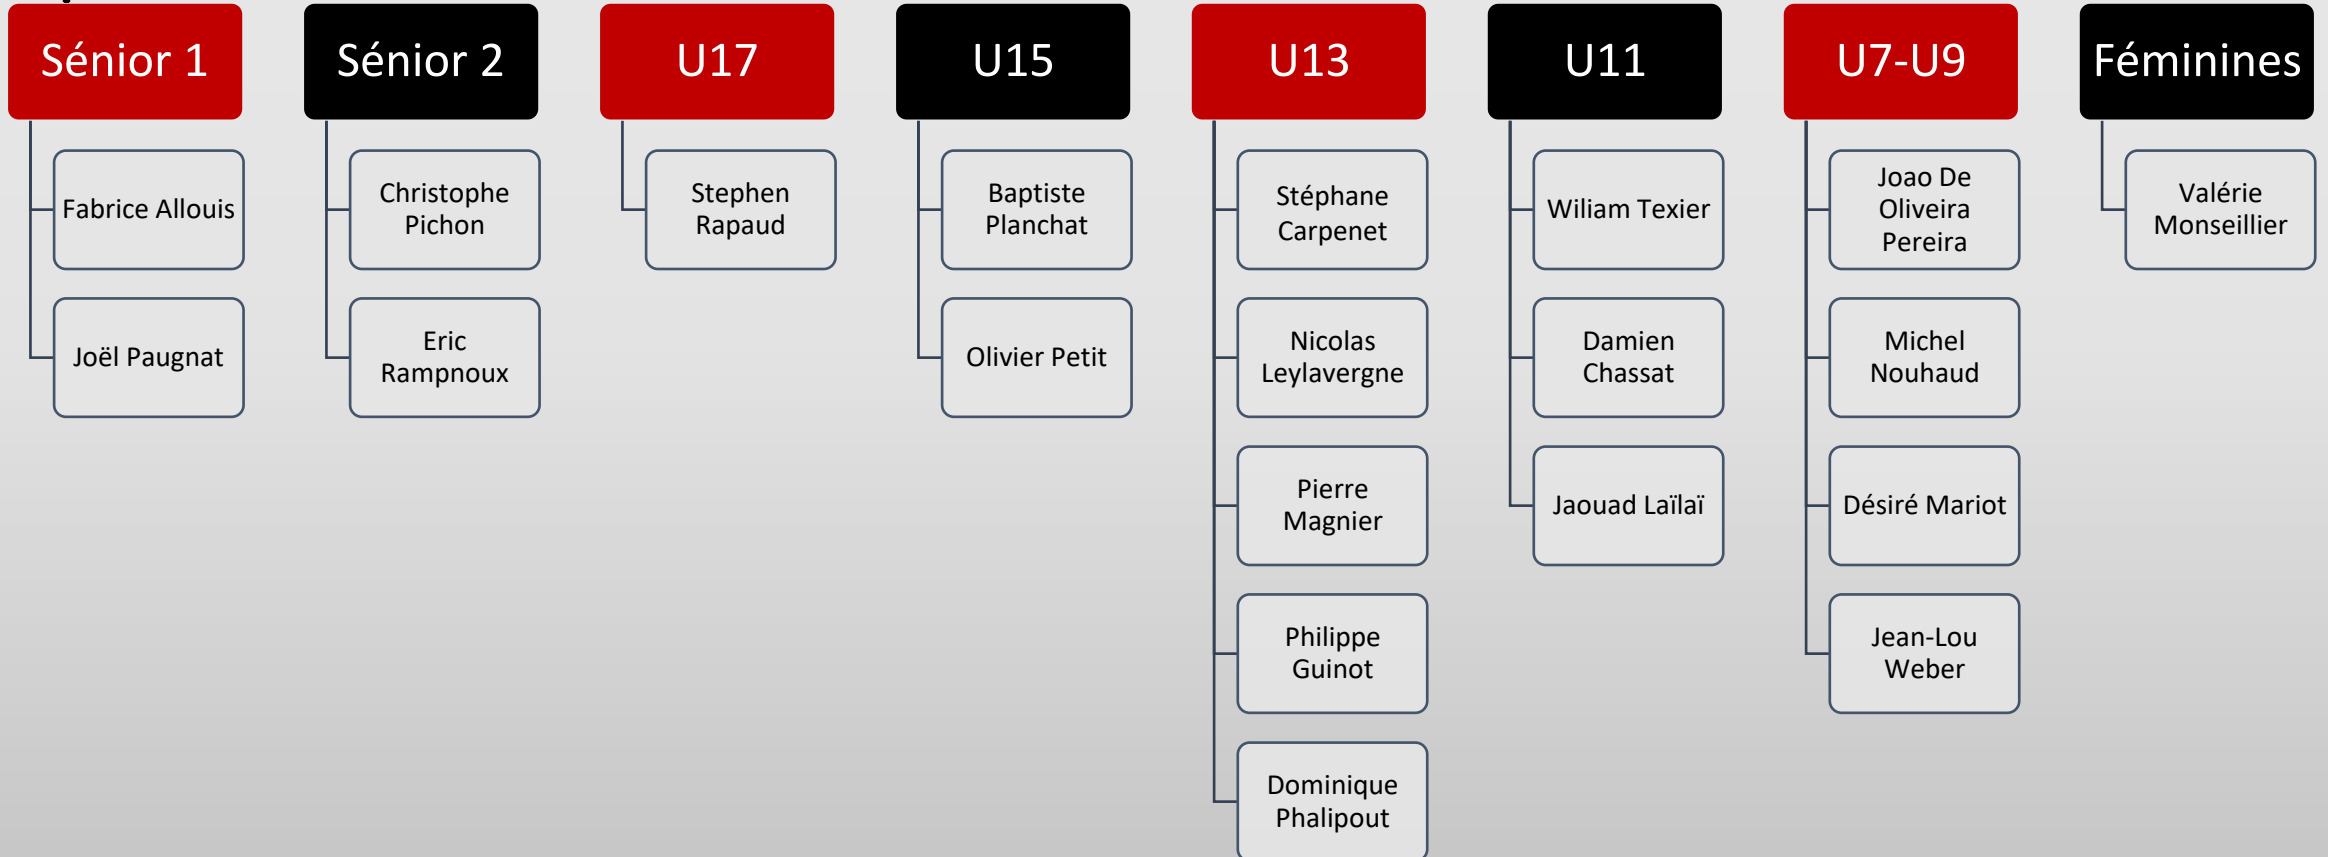 Sénior 1
Fabrice Allouis
Joël Paugnat
Sénior 2
Christophe
Pichon
Eric
Rampnoux
U17
Stephen
Rapaud
U15
Baptiste
Planchat
Olivier Petit
U13
Stéphane
Carpenet
Nicolas
Leylavergne
Pierre
Magnier
Philippe
Guinot
Dominique
Phalipout
U11
Wiliam Texier
Damien
Chassat
Jaouad Laïlaï
U7-U9
Joao De
Oliveira
Pereira
Michel
Nouhaud
Désiré Mariot
Jean-Lou
Weber
Féminines
Valérie
Monseillier